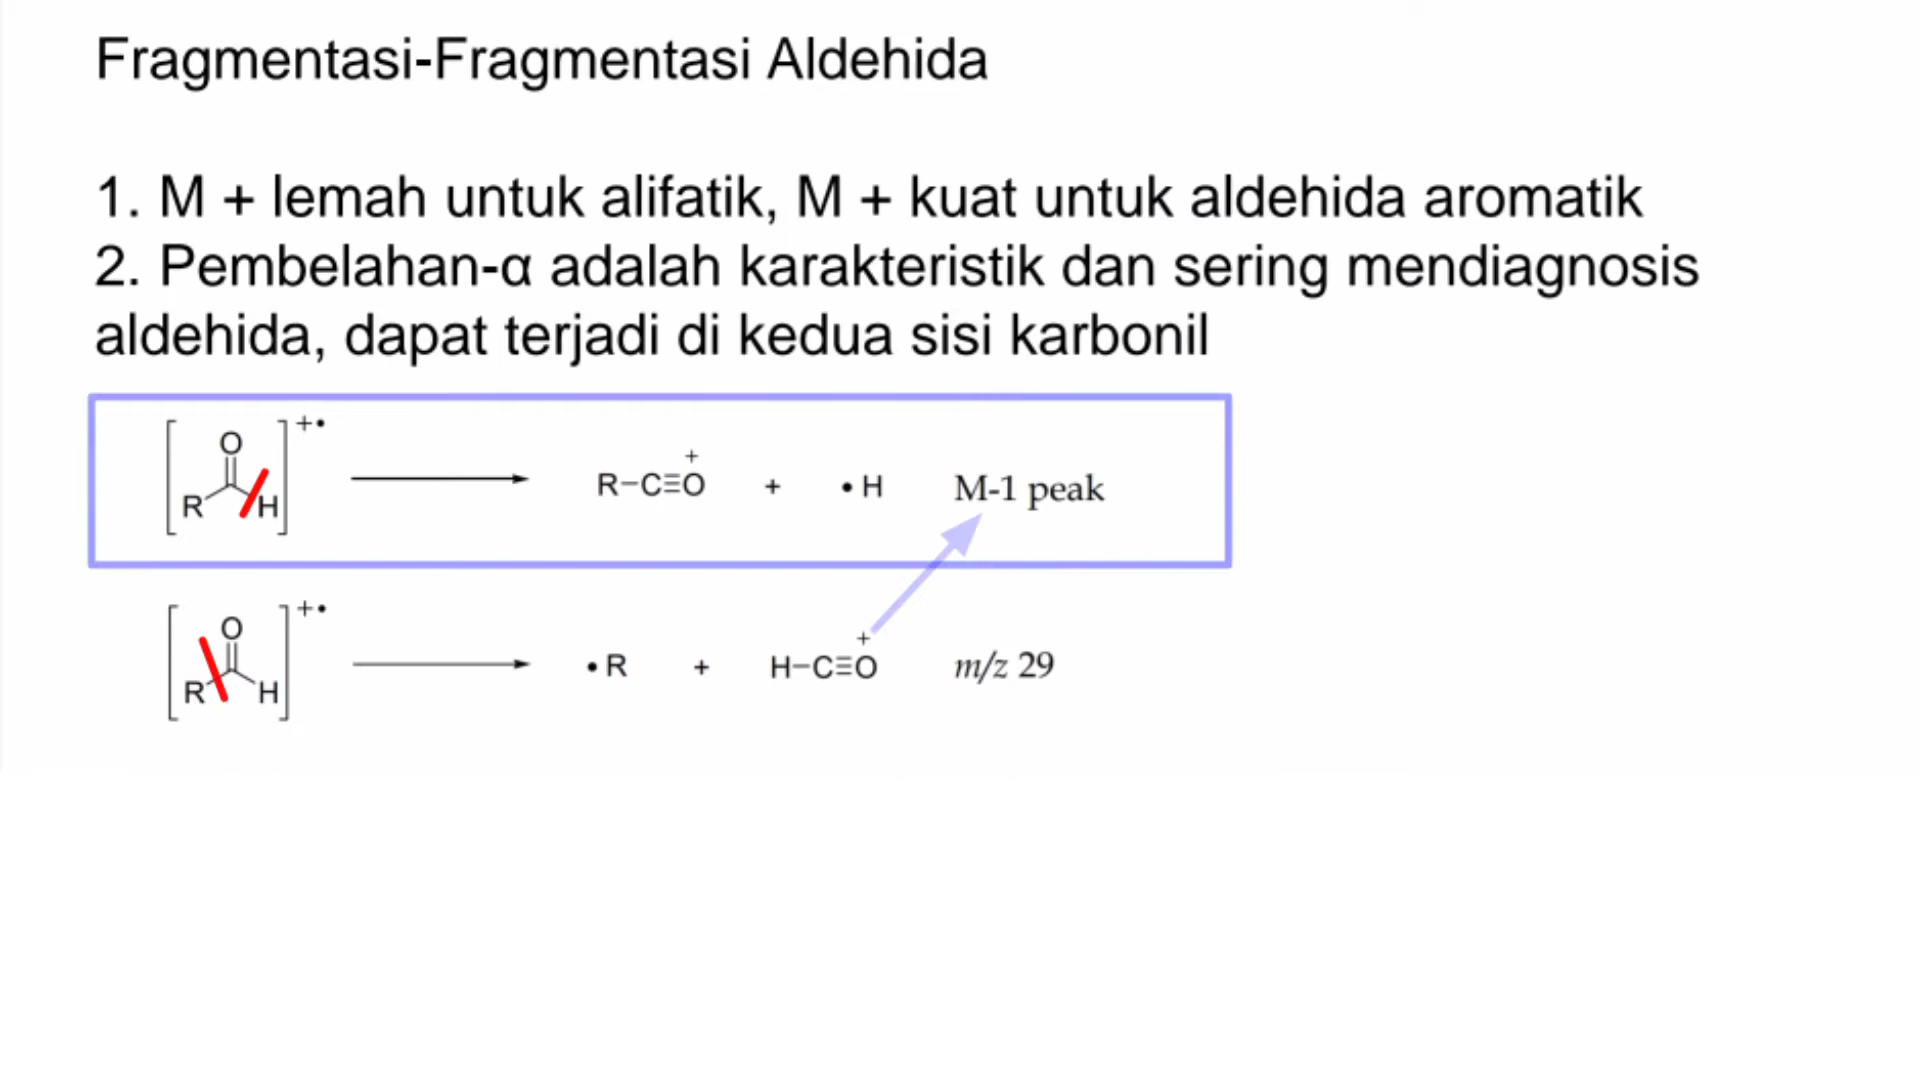 Fragmentasi-Fragmentasi Aldehida
1. M + lemah untuk alifatik, M + kuat untuk aldehida aromatik
2. Pembelahan-α adalah karakteristik dan sering mendiagnosis
aldehida, dapat terjadi di kedua sisi karbonil
[R O H]+• R−C≡O+ + •H M-1 peak
[R O H]+• •R + H−C≡O+ m/z 29